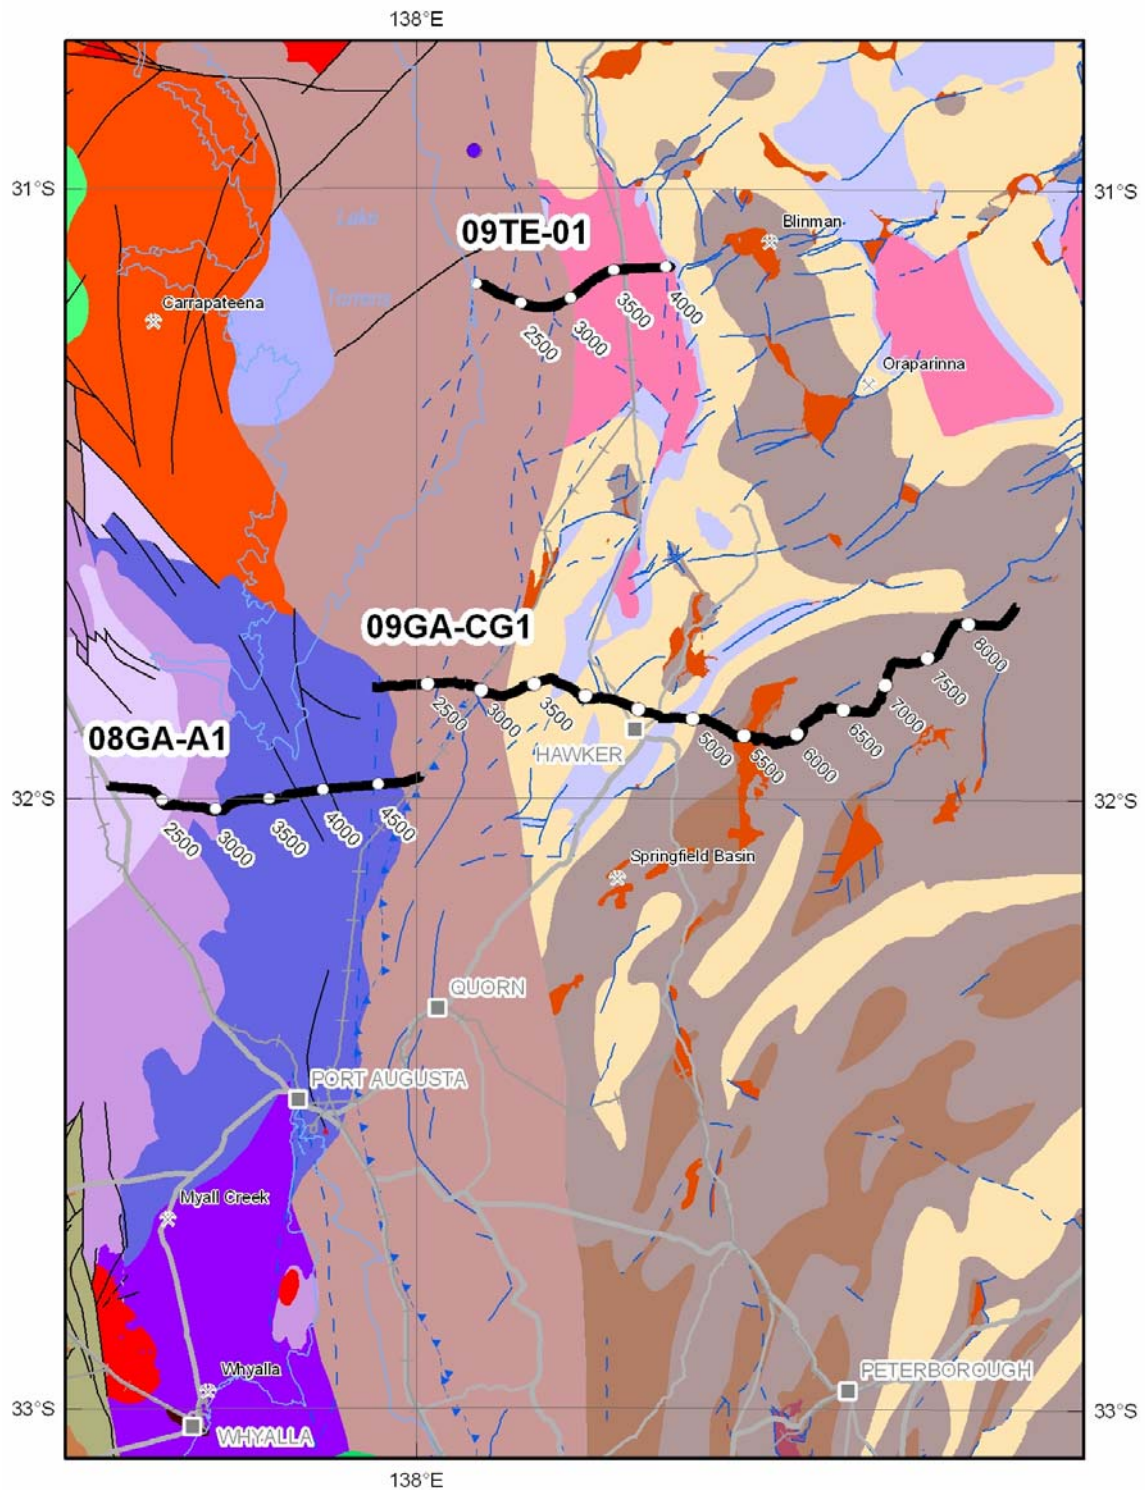 138°E
31°S
31°S
Blinman
09TE-01
Lake
Torrens
Carrapateena
2500
3000
3500
4000
Oraparinna
09GA-CG1
2500
3000
3500
5000
5500
6000
6500
7000
7500
8000
08GA-A1
HAWKER
32°S
32°S
2500
3000
3500
4000
4500
Springfield Basin
QUORN
PORT AUGUSTA
Myall Creek
Whyalla
PETERBOROUGH
33°S
33°S
WHYALLA
138°E